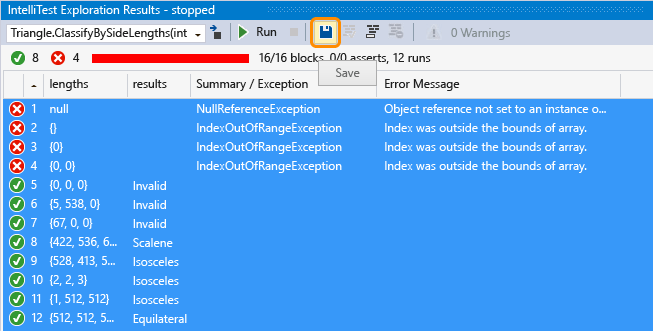 IntelliTest Exploration Results - stopped
Triangle.ClassifyBySideLengths(int Run 0 Warnings
8 4 16/16 blocks, 0/0 asserts, 12 runs
Save
lengths results Summary / Exception Error Message
1 null NullReferenceException Object reference not set to an instance o...
2 {} IndexOutOfRangeException Index was outside the bounds of array.
3 {0} IndexOutOfRangeException Index was outside the bounds of array.
4 {0, 0} IndexOutOfRangeException Index was outside the bounds of array.
5 {0, 0, 0} Invalid
6 {5, 538, 0} Invalid
7 {67, 0, 0} Invalid
8 {422, 536, 6... Scalene
9 {528, 413, 5... Isosceles
10 {2, 2, 3} Isosceles
11 {1, 512, 512} Isosceles
12 {512, 512, 5... Equilateral